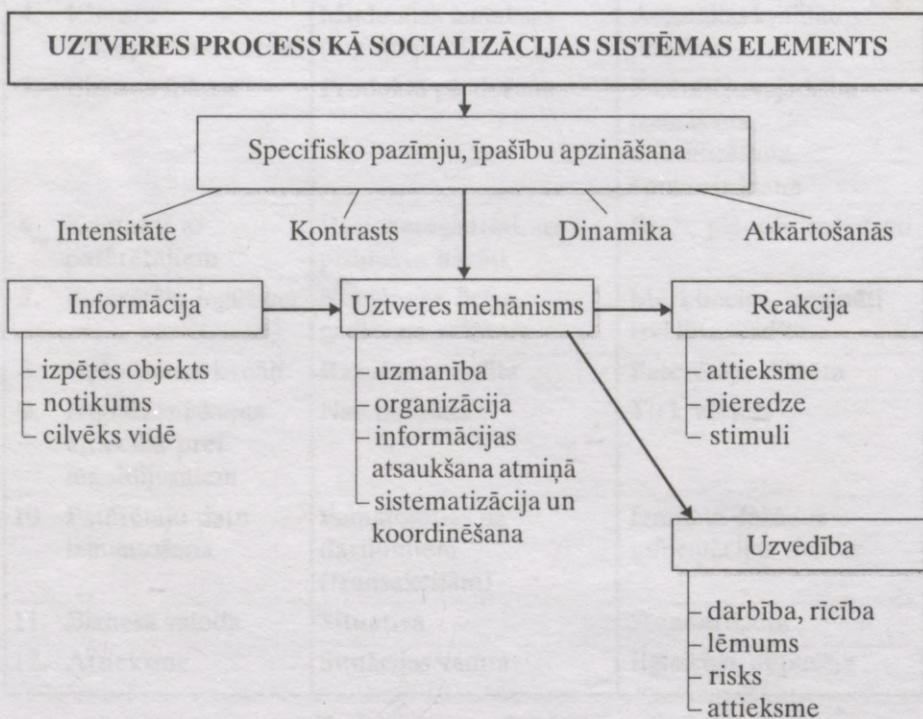 UZTVERES PROCESS KĀ SOCIALIZĀCIJAS SISTĒMAS ELEMENTS
Specifisko pazīmju, īpašību apzināšana
Intensitāte Kontrasts Dinamika Atkārtošanās
Informācija
izpētes objekts
notikums
cilvēks vidē
Uztveres mehānisms
uzmanība
organizācija
informācijas
atsaukšana atmiņā
sistematizācija un
koordinēšana
Reakcija
attieksme
pieredze
stimuli
Uzvedība
darbība, rīcība
lēmums
risks
attieksme